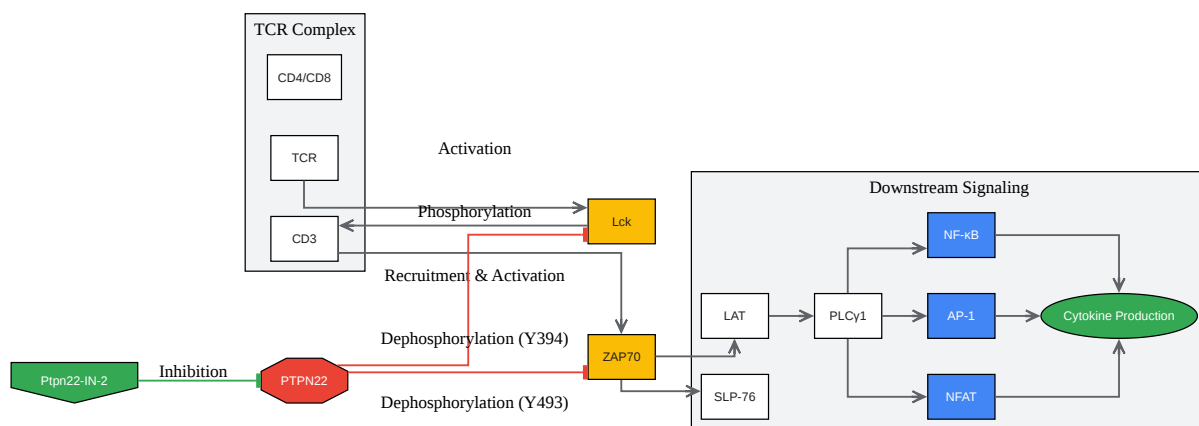 TCR Complex
CD4/CD8
TCR
Activation
Phosphorylation
Lck
CD3
Recruitment & Activation
Dephosphorylation (Y394)
ZAP70
Ptpn22-IN-2
Inhibition
PTPN22
Dephosphorylation (Y493)
Downstream Signaling
NF-κB
LAT
PLCγ1
AP-1
Cytokine Production
SLP-76
NFAT